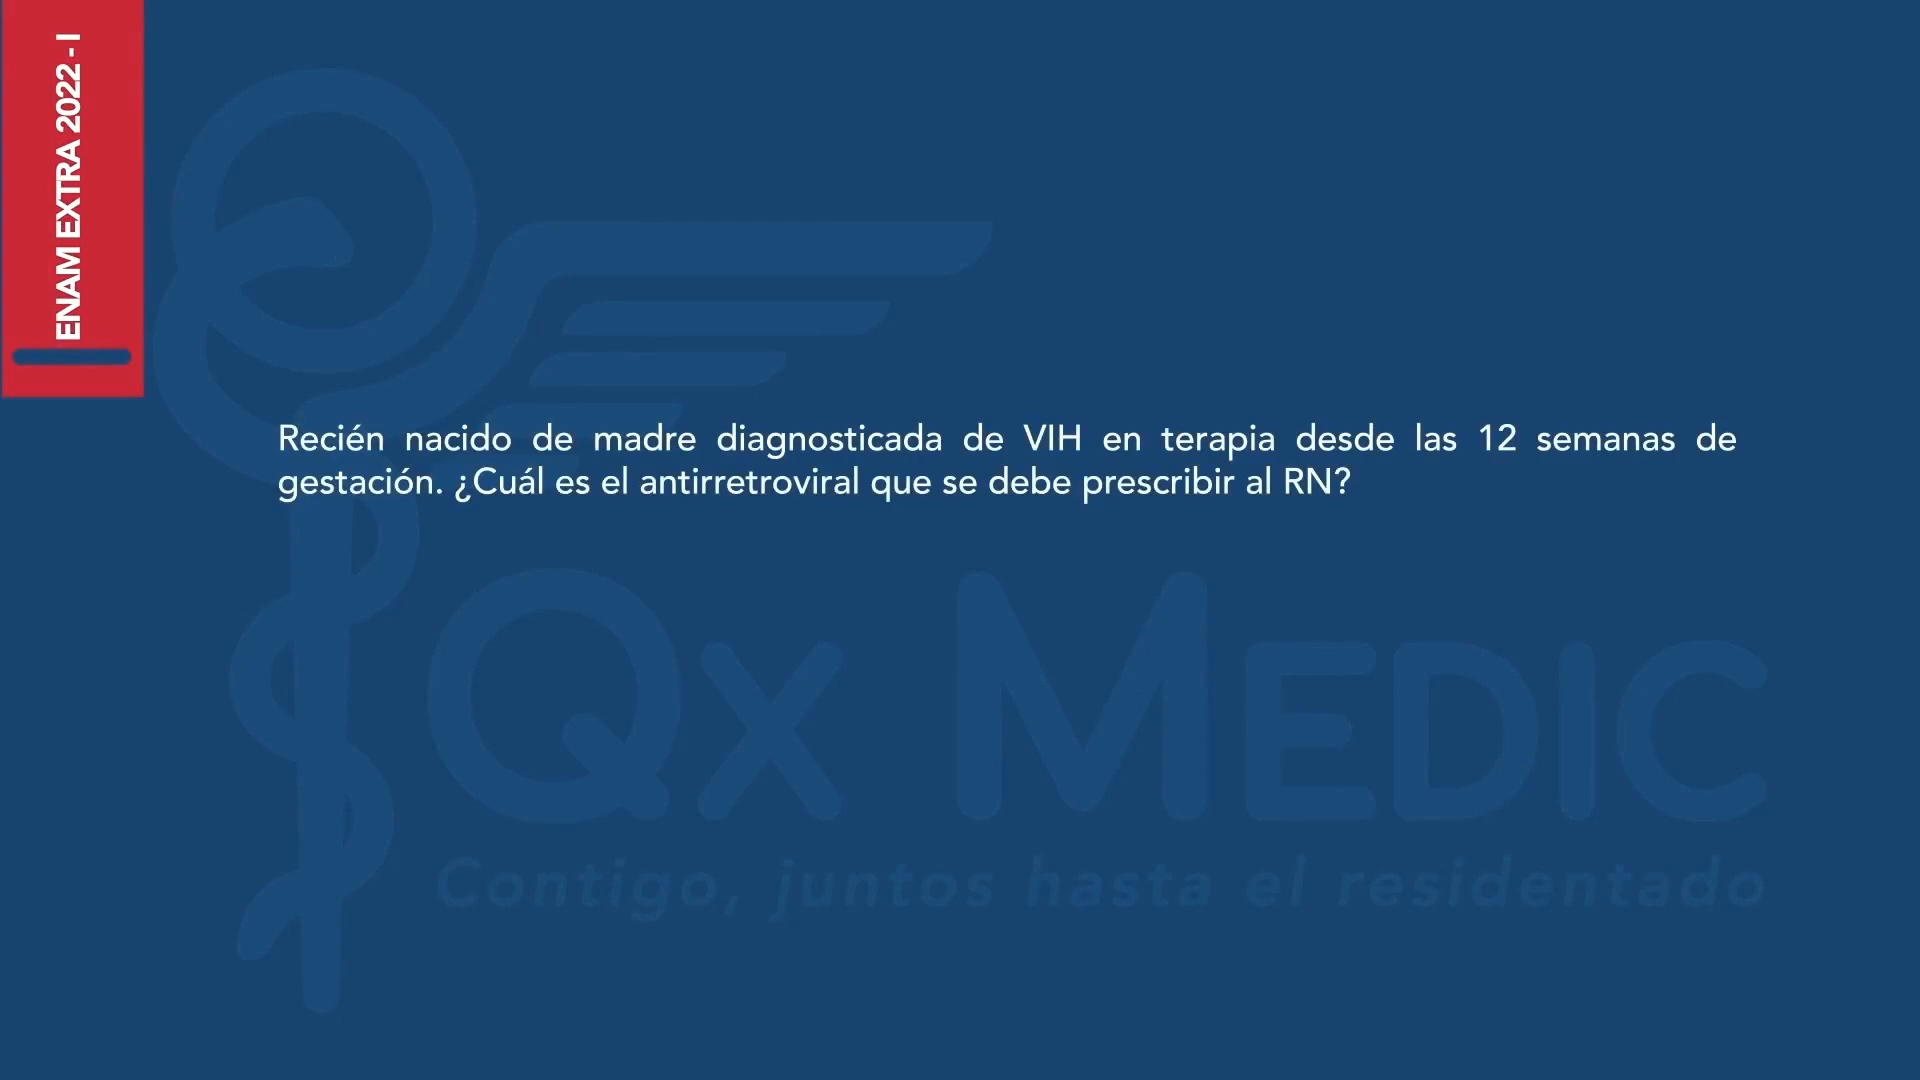 ENAM EXTRA 2022 - I
Recién nacido de madre diagnosticada de VIH en terapia desde las 12 semanas de
gestación. ¿Cuál es el antirretroviral que se debe prescribir al RN?
Qx MEDIC
Contigo, juntos hasta el residentado